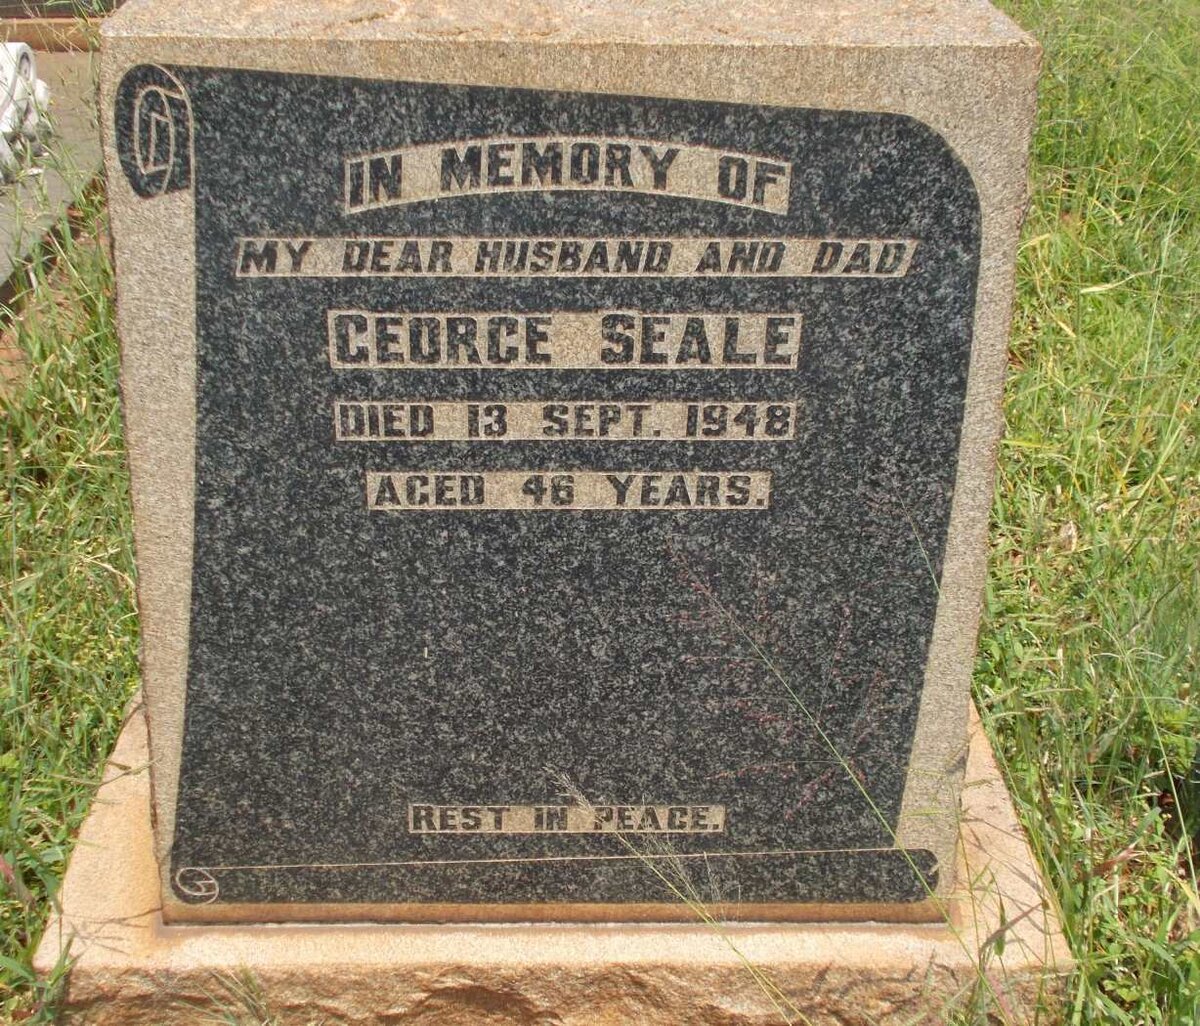 IN MEMORY OF
MY DEAR HUSBAND AND DAD
GEORGE SEALE
DIED 13 SEPT. 1948
AGED 46 YEARS.
REST IN PEACE.